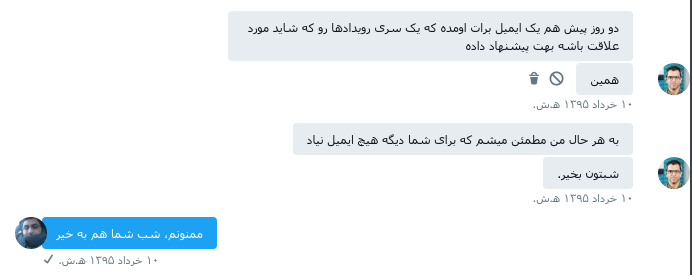 دو روز پیش هم یک ایمیل برات اومده که یک سری رویدادها رو که شاید مورد
علاقت باشه بهت پیشنهاد داده
همین
۱۰ خرداد ۱۳۹۵ ه‍.ش.
به هر حال من مطمئن میشم که برای شما دیگه هیچ ایمیل نیاد
شبتون بخیر.
۱۰ خرداد ۱۳۹۵ ه‍.ش.
ممنونم، شب شما هم به خیر
۱۰ خرداد ۱۳۹۵ ه‍.ش.